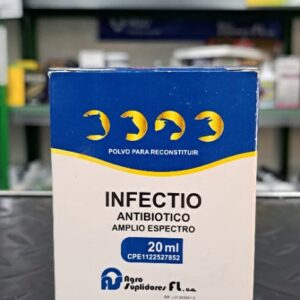 POLVO PARA RECONSTITUIR
INFECTIO
ANTIBIOTICO
AMPLIO ESPECTRO
20 ml
CPE1122527852
Agro
Suplidores FL c.a.